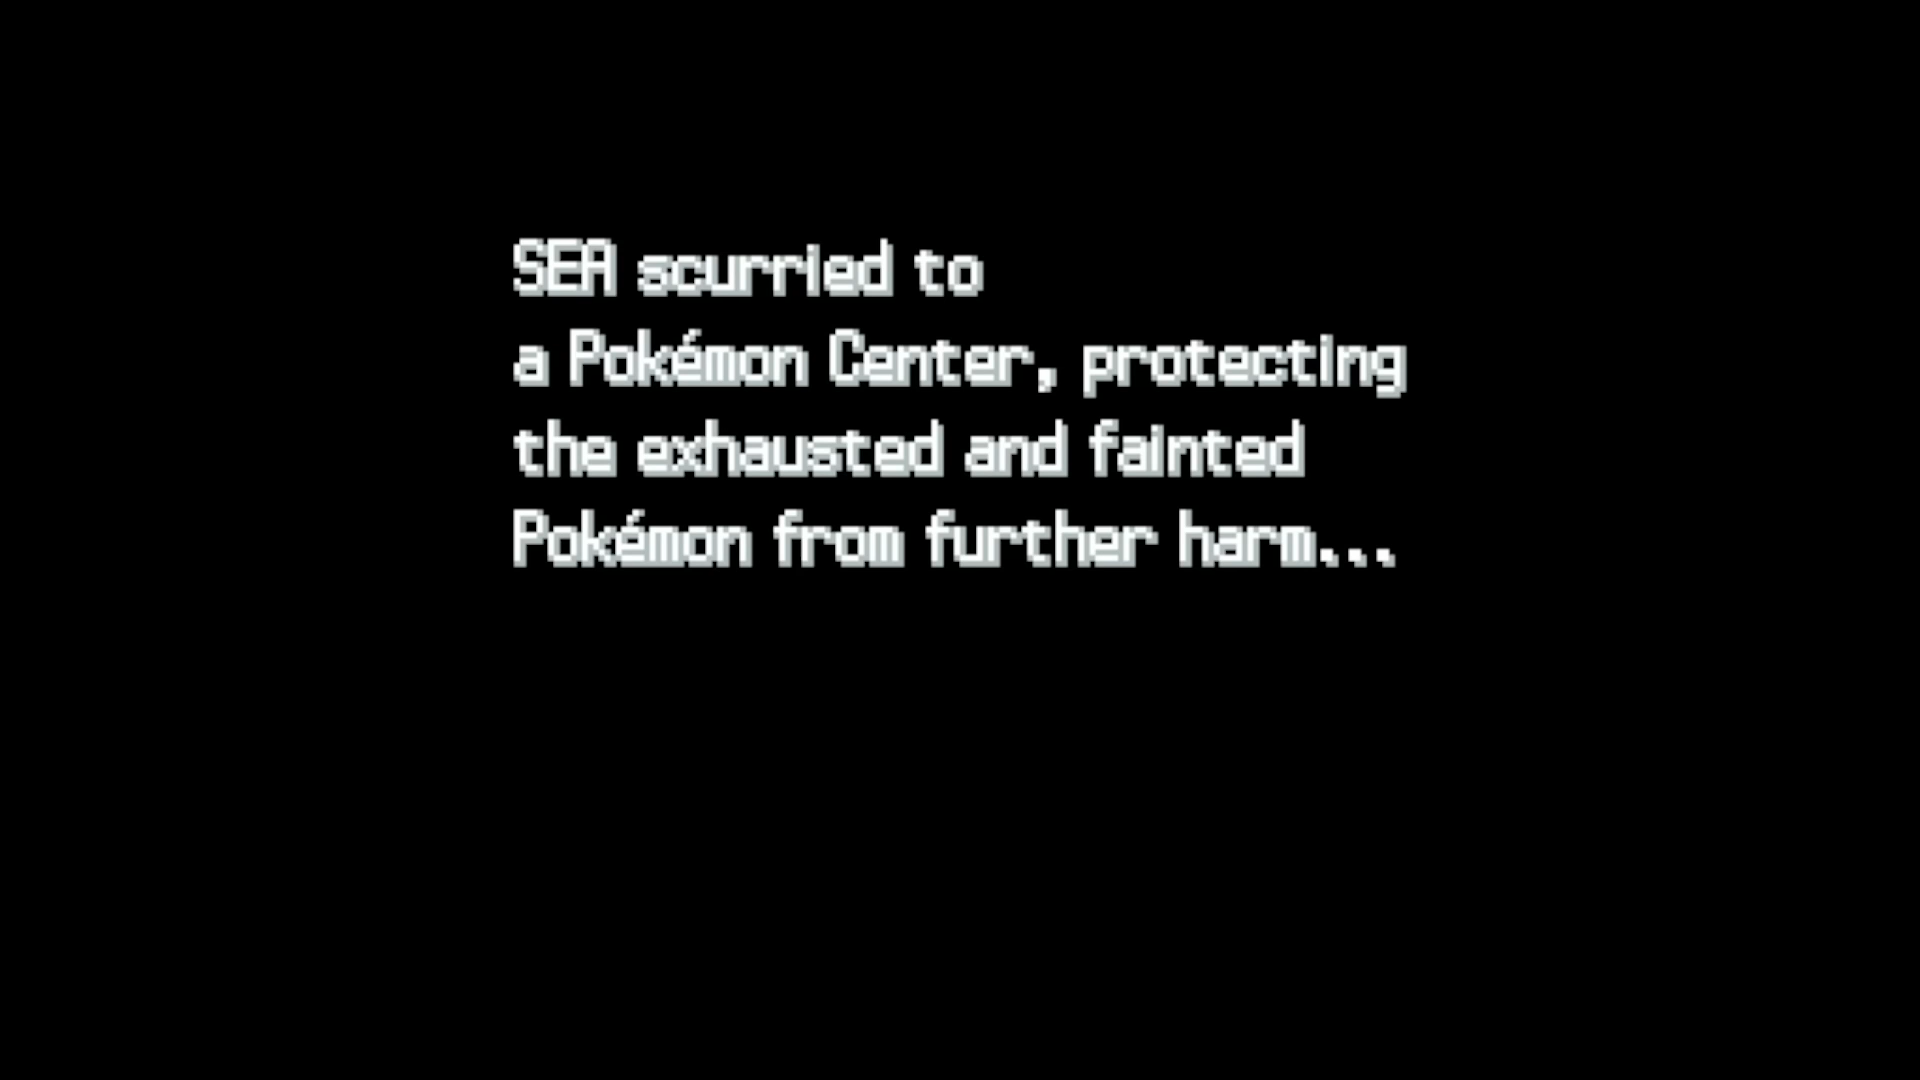 SEA scurried to
a Pokémon Center, protecting
the exhausted and fainted
Pokémon from further harm...